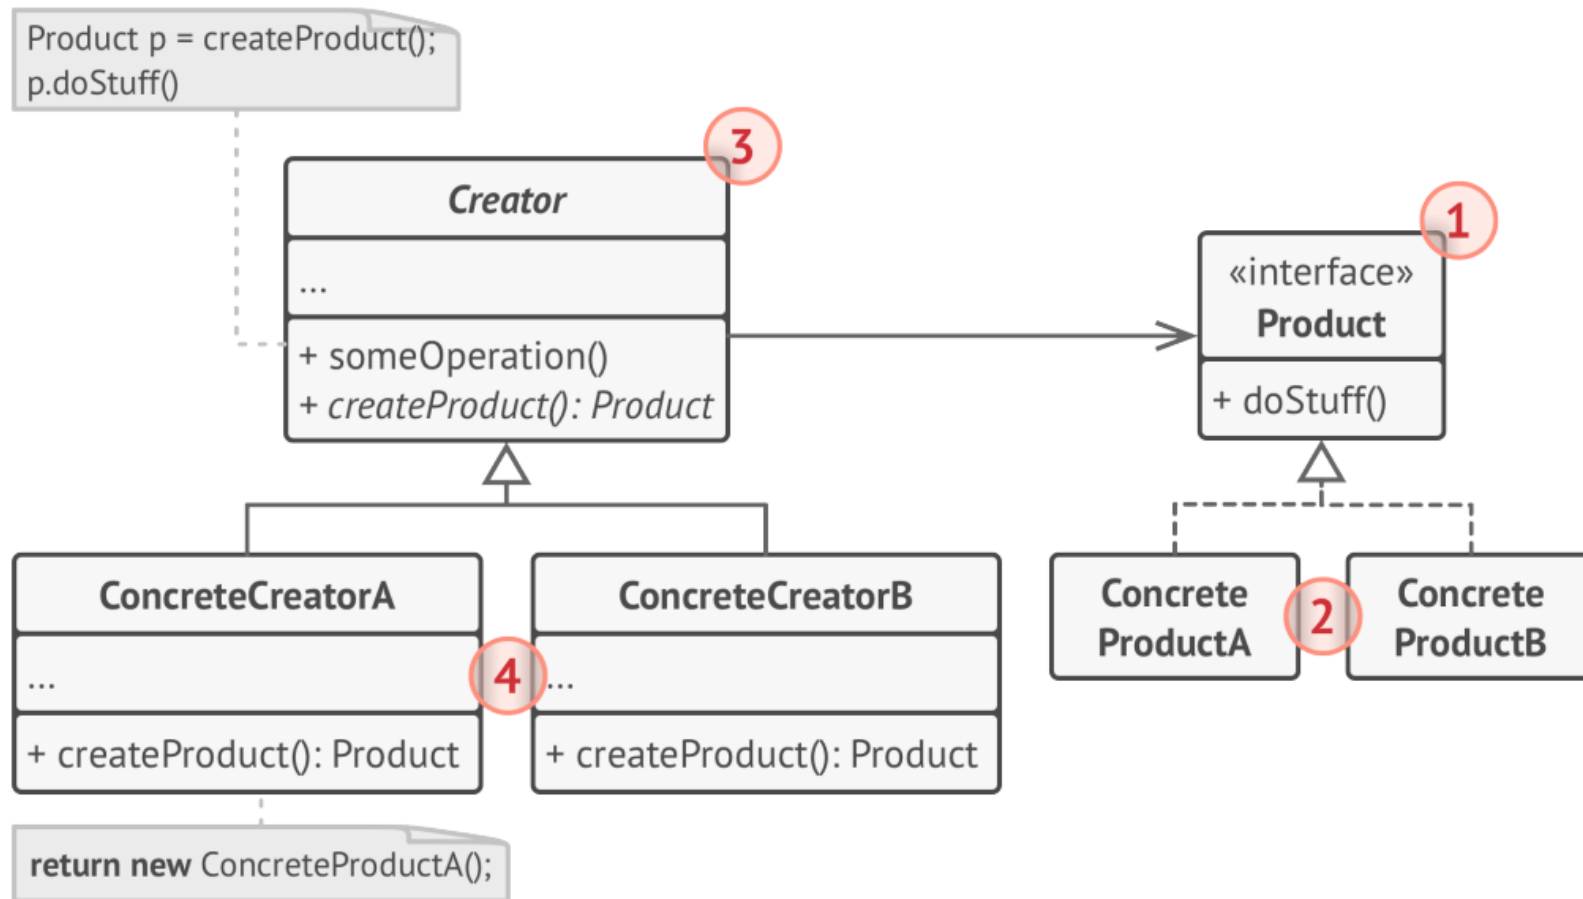 Product p = createProduct();
p.doStuff()
3
Creator
...
+ someOperation()
+ createProduct(): Product
1
«interface»
Product
+ doStuff()
ConcreteCreatorA
...
+ createProduct(): Product
4
ConcreteCreatorB
...
+ createProduct(): Product
Concrete
ProductA
2
Concrete
ProductB
return new ConcreteProductA();